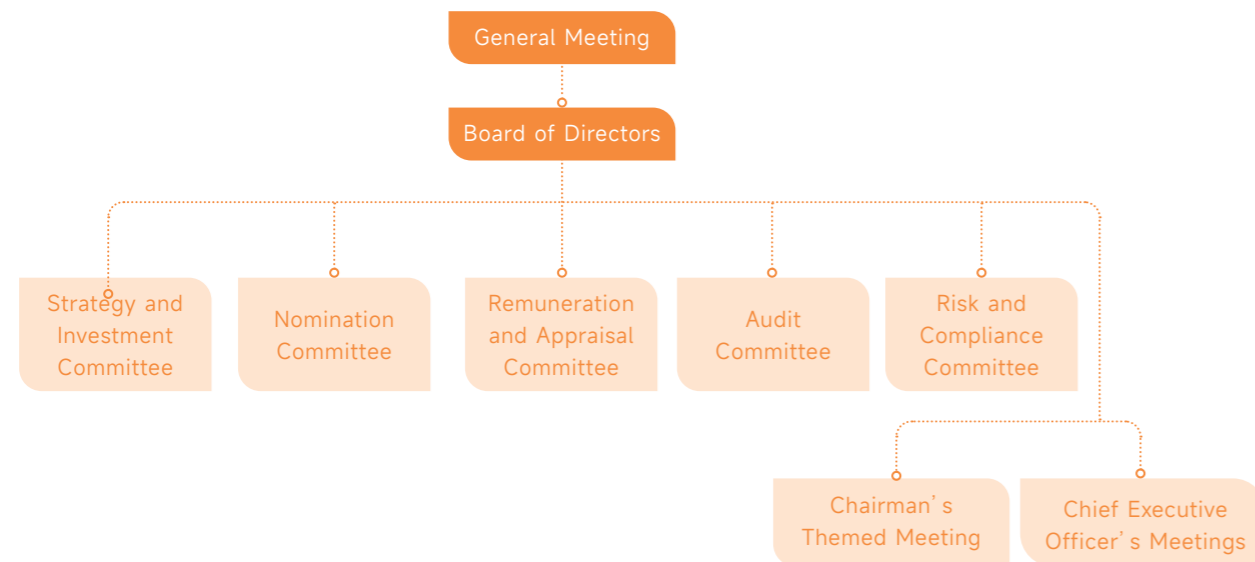 General Meeting
Board of Directors
Strategy and
Investment
Committee
Nomination
Committee
Remuneration
and Appraisal
Committee
Audit
Committee
Risk and
Compliance
Committee
Chairman's
Themed Meeting
Chief Executive
Officer's Meetings